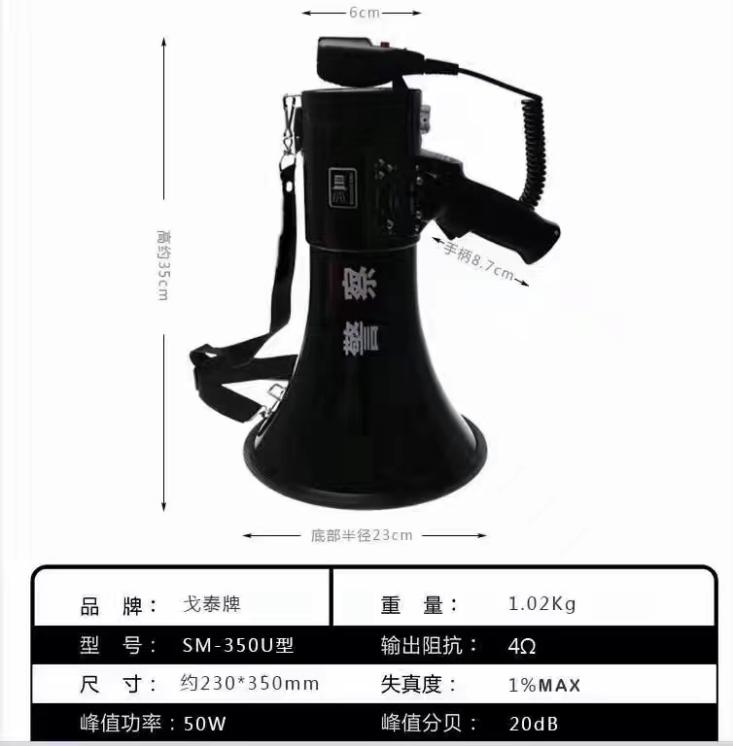 6cm
高约35cm
手柄8.7cm
警察
底部半径23cm
品 牌： 戈泰牌
重 量： 1.02Kg
型 号： SM-350U型
输出阻抗： 4Ω
尺 寸： 约230*350mm
失真度： 1%MAX
峰值功率：50W
峰值分贝： 20dB